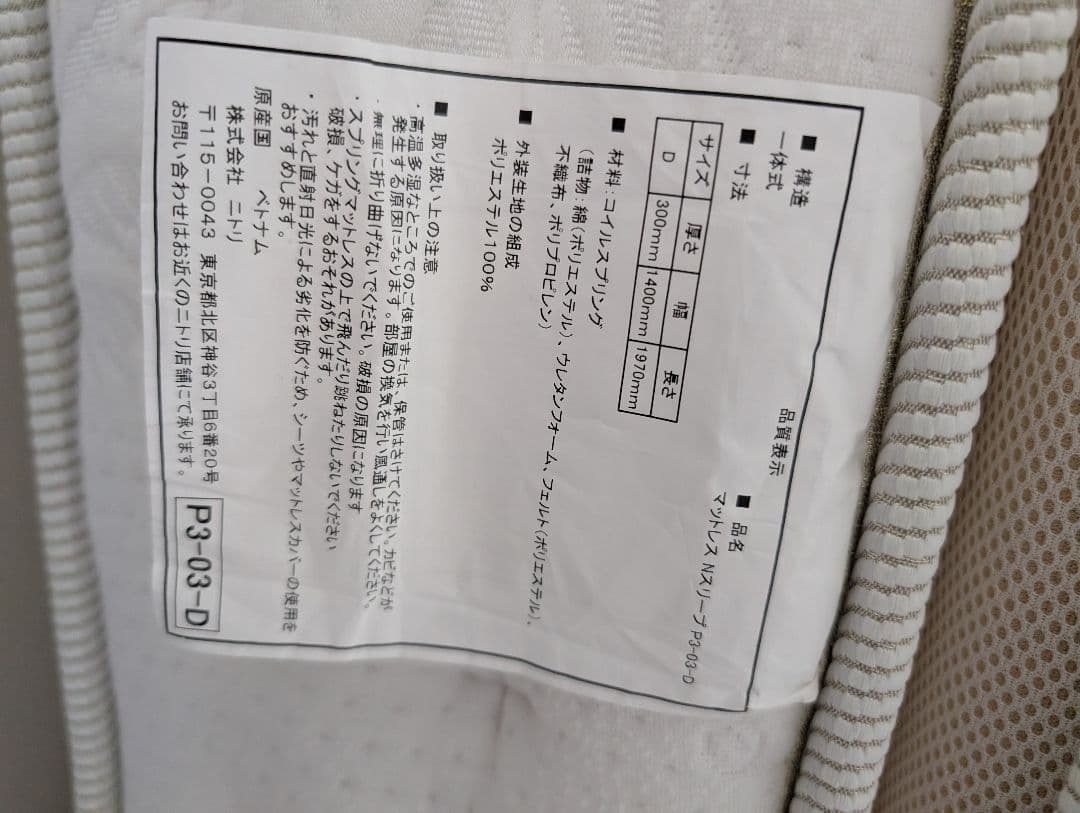 品質表示
■ 構造
一体式
■ 品名
マットレス Nスリープ P3-03-D
■ 寸法
サイズ 厚さ 幅 長さ
D 300mm 1400mm 1970mm
■ 材料：コイルスプリング
（詰物：綿（ポリエステル）、ウレタンフォーム、フェルト（ポリエステル）、
不織布、ポリプロピレン）
■ 外装生地の組成
ポリエステル100%
■ 取り扱い上の注意
・高温多湿なところでのご使用または、保管はさけてください。カビなどが
発生する原因になります。部屋の換気を行い風通しをよくしてください。
・無理に折り曲げないでください。破損の原因になります
・スプリングマットレスの上で飛んだり跳ねたりしないでください
破損、ケガをするおそれがあります。
・汚れと直射日光による劣化を防ぐため、シーツやマットレスカバーの使用を
おすすめします。
原産国 ベトナム
株式会社 ニトリ
〒115-0043 東京都北区神谷3丁目6番20号
お問い合わせはお近くのニトリ店舗にて承ります。
P3-03-D